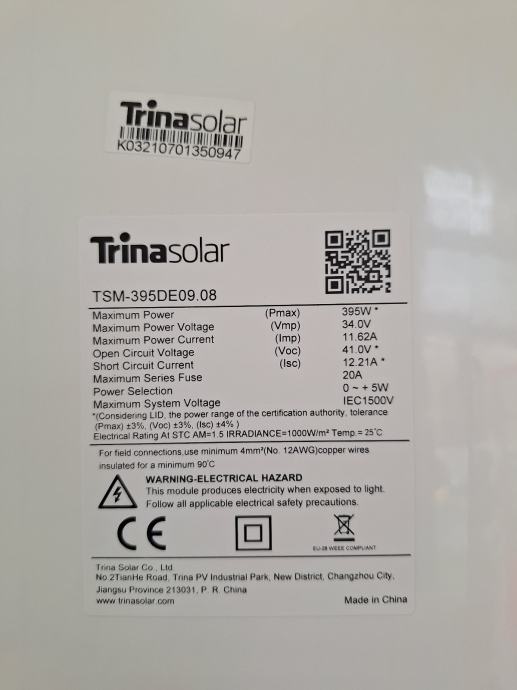 Trinasolar
K03210701350947
Trinasolar
TSM-395DE09.08
Maximum Power (Pmax) 395W *
Maximum Power Voltage (Vmp) 34.0V
Maximum Power Current (Imp) 11.62A
Open Circuit Voltage (Voc) 41.0V *
Short Circuit Current (Isc) 12.21A *
Maximum Series Fuse 20A
Power Selection 0 ~ + 5W
Maximum System Voltage IEC1500V
*(Considering LID, the power range of the certification authority, tolerance
(Pmax) ±3%, (Voc) ±3%, (Isc) ±4% )
Electrical Rating At STC AM=1.5 IRRADIANCE=1000W/m² Temp.= 25°C
For field connections,use minimum 4mm²(No. 12AWG)copper wires
insulated for a minimum 90°C
WARNING-ELECTRICAL HAZARD
This module produces electricity when exposed to light.
Follow all applicable electrical safety precautions.
CE
EU-28 WEEE COMPLIANT
Trina Solar Co., Ltd.
No.2TianHe Road, Trina PV Industrial Park, New District, Changzhou City,
Jiangsu Province 213031, P. R. China
www.trinasolar.com Made in China